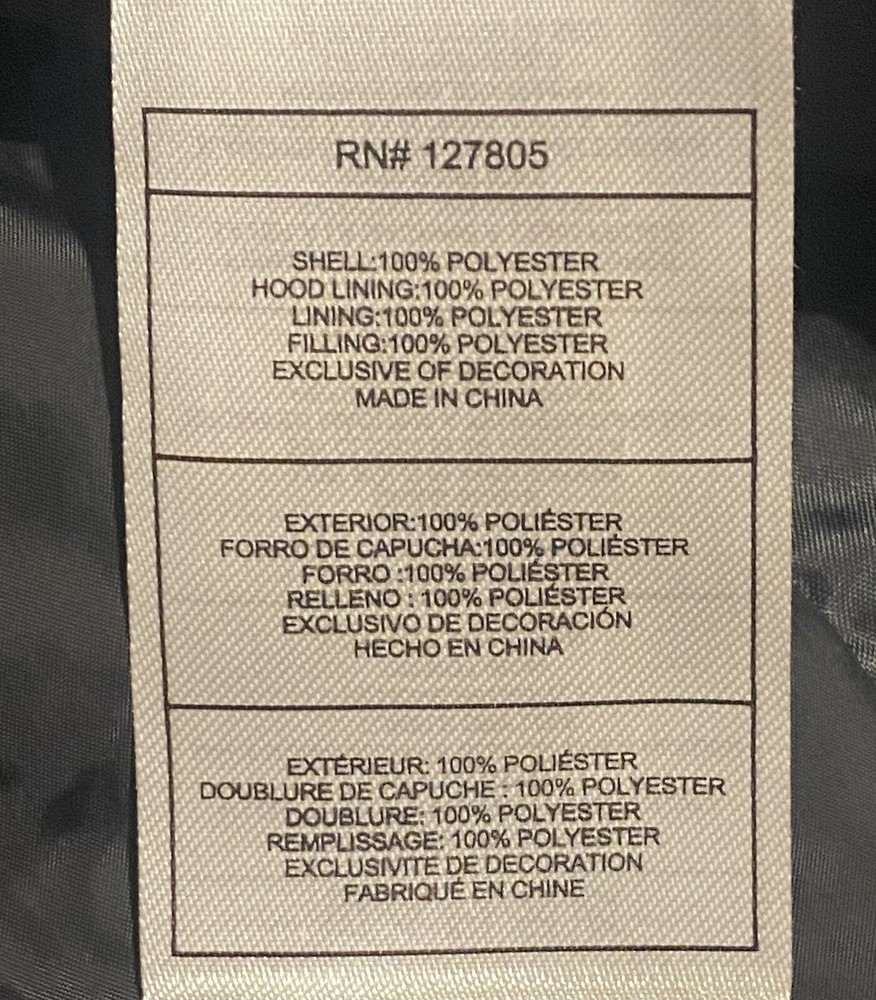 RN# 127805
SHELL:100% POLYESTER
HOOD LINING:100% POLYESTER
LINING:100% POLYESTER
FILLING:100% POLYESTER
EXCLUSIVE OF DECORATION
MADE IN CHINA
EXTERIOR:100% POLIÉSTER
FORRO DE CAPUCHA:100% POLIÉSTER
FORRO :100% POLIÉSTER
RELLENO : 100% POLIÉSTER
EXCLUSIVO DE DECORACIÓN
HECHO EN CHINA
EXTÉRIEUR: 100% POLIÉSTER
DOUBLURE DE CAPUCHE : 100% POLYESTER
DOUBLURE: 100% POLYESTER
REMPLISSAGE: 100% POLYESTER
EXCLUSIVITE DE DECORATION
FABRIQUÉ EN CHINE